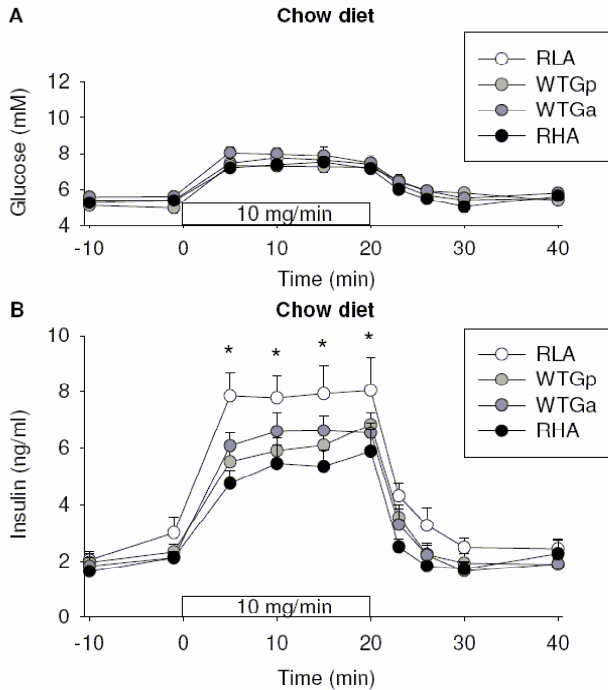 A
Chow diet
RLA
WTGp
WTGa
RHA
Glucose (mM)
12
10
8
6
4
10 mg/min
-10 0 10 20 30 40
Time (min)
B
Chow diet
* * * *
RLA
WTGp
WTGa
RHA
Insulin (ng/ml)
10
8
6
4
2
0
10 mg/min
-10 0 10 20 30 40
Time (min)